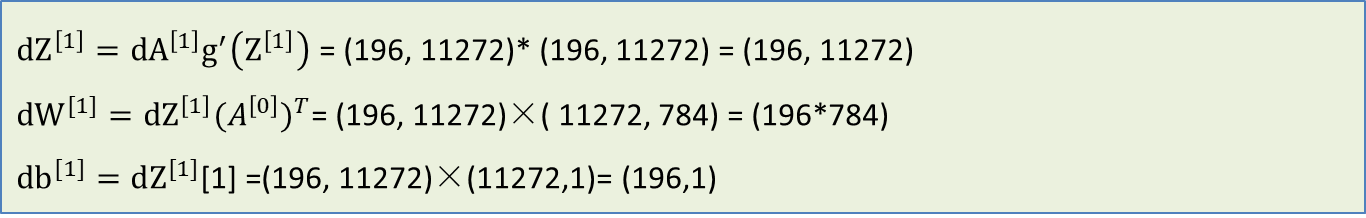 dZ^[1] = dA^[1]g′(Z^[1]) = (196, 11272)* (196, 11272) = (196, 11272)
dW^[1] = dZ^[1](A^[0])^T= (196, 11272)×( 11272, 784) = (196*784)
db^[1] = dZ^[1][1] =(196, 11272)×(11272,1)= (196,1)